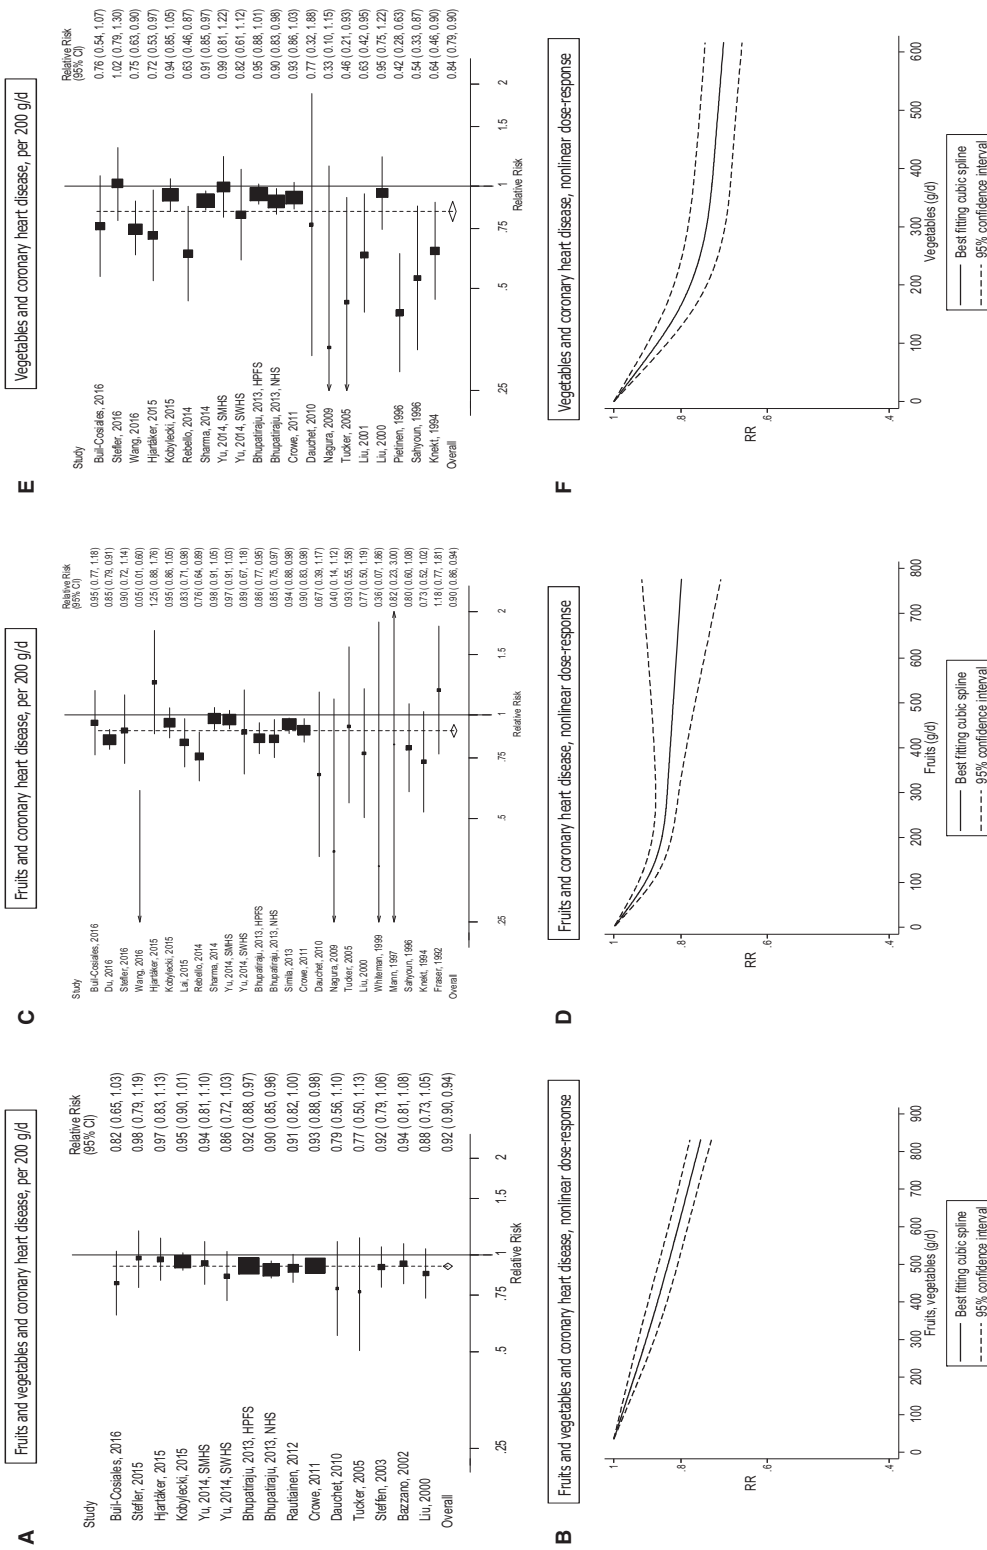 A
Fruits and vegetables and coronary heart disease, per 200 g/d
Study
Relative Risk
(95% CI)
Buil-Cosiales, 2016 0.82 ( 0.65, 1.03)
Stefler, 2015 0.98 ( 0.79, 1.19)
Hjartåker, 2015 0.97 ( 0.83, 1.13)
Kobylecki, 2015 0.95 ( 0.90, 1.01)
Yu, 2014, SMHS 0.94 ( 0.81, 1.10)
Yu, 2014, SWHS 0.86 ( 0.72, 1.03)
Bhupatiraju, 2013, HPFS 0.92 ( 0.88, 0.97)
Bhupatiraju, 2013, NHS 0.90 ( 0.85, 0.96)
Rautiainen, 2012 0.91 ( 0.82, 1.00)
Crowe, 2011 0.93 ( 0.88, 0.98)
Dauchet, 2010 0.79 ( 0.56, 1.10)
Tucker, 2005 0.77 ( 0.50, 1.13)
Steffen, 2003 0.92 ( 0.79, 1.06)
Bazzano, 2002 0.94 ( 0.81, 1.08)
Liu, 2000 0.88 ( 0.73, 1.05)
Overall 0.92 ( 0.90, 0.94)
.25 .5 .75 1 1.5 2
Relative Risk
B
Fruits and vegetables and coronary heart disease, nonlinear dose-response
1
.8
.6
.4
RR
0 100 200 300 400 500 600 700 800 900
Fruits, vegetables (g/d)
Best fitting cubic spline
95% confidence interval
C
Fruits and coronary heart disease, per 200 g/d
Study
Relative Risk
(95% CI)
Buil-Cosiales, 2016 0.95 ( 0.77, 1.18)
Du, 2016 0.85 ( 0.79, 0.91)
Stefler, 2016 0.90 ( 0.72, 1.14)
Wang, 2016 0.05 ( 0.01, 0.60)
Hjartåker, 2015 1.25 ( 0.88, 1.76)
Kobylecki, 2015 0.95 ( 0.86, 1.05)
Lai, 2015 0.83 ( 0.71, 0.98)
Rebello, 2014 0.76 ( 0.64, 0.89)
Sharma, 2014 0.98 ( 0.91, 1.05)
Yu, 2014, SMHS 0.97 ( 0.91, 1.03)
Yu, 2014, SWHS 0.89 ( 0.67, 1.18)
Bhupatiraju, 2013, HPFS 0.86 ( 0.77, 0.95)
Bhupatiraju, 2013, NHS 0.85 ( 0.75, 0.97)
Simila, 2013 0.94 ( 0.88, 0.98)
Crowe, 2011 0.90 ( 0.83, 0.98)
Dauchet, 2010 0.67 ( 0.39, 1.17)
Nagura, 2009 0.40 ( 0.14, 1.12)
Tucker, 2005 0.93 ( 0.55, 1.58)
Liu, 2000 0.77 ( 0.50, 1.19)
Whiteman, 1999 0.36 ( 0.07, 1.86)
Mann, 1997 0.82 ( 0.23, 3.00)
Sahyoun, 1996 0.80 ( 0.60, 1.08)
Knekt, 1994 0.73 ( 0.52, 1.02)
Fraser, 1992 1.18 ( 0.77, 1.81)
Overall 0.90 ( 0.86, 0.94)
.25 .5 .75 1 1.5 2
Relative Risk
D
Fruits and coronary heart disease, nonlinear dose-response
1
.8
.6
.4
RR
0 100 200 300 400 500 600 700 800
Fruits (g/d)
Best fitting cubic spline
95% confidence interval
E
Vegetables and coronary heart disease, per 200 g/d
Study
Relative Risk
(95% CI)
Buil-Cosiales, 2016 0.76 ( 0.54, 1.07)
Stefler, 2016 1.02 ( 0.79, 1.30)
Wang, 2016 0.75 ( 0.63, 0.90)
Hjartåker, 2015 0.72 ( 0.53, 0.97)
Kobylecki, 2015 0.94 ( 0.85, 1.05)
Rebello, 2014 0.63 ( 0.46, 0.87)
Sharma, 2014 0.91 ( 0.85, 0.97)
Yu, 2014, SMHS 0.99 ( 0.81, 1.22)
Yu, 2014, SWHS 0.82 ( 0.61, 1.12)
Bhupatiraju, 2013, HPFS 0.95 ( 0.88, 1.01)
Bhupatiraju, 2013, NHS 0.90 ( 0.83, 0.98)
Crowe, 2011 0.93 ( 0.86, 1.03)
Dauchet, 2010 0.77 ( 0.32, 1.88)
Nagura, 2009 0.33 ( 0.10, 1.15)
Tucker, 2005 0.46 ( 0.21, 0.93)
Liu, 2001 0.63 ( 0.42, 0.95)
Liu, 2000 0.95 ( 0.75, 1.22)
Pietinen, 1996 0.42 ( 0.28, 0.63)
Sahyoun, 1996 0.54 ( 0.33, 0.87)
Knekt, 1994 0.64 ( 0.46, 0.90)
Overall 0.84 ( 0.79, 0.90)
.25 .5 .75 1 1.5 2
Relative Risk
F
Vegetables and coronary heart disease, nonlinear dose-response
1
.8
.6
.4
RR
0 100 200 300 400 500 600
Vegetables (g/d)
Best fitting cubic spline
95% confidence interval